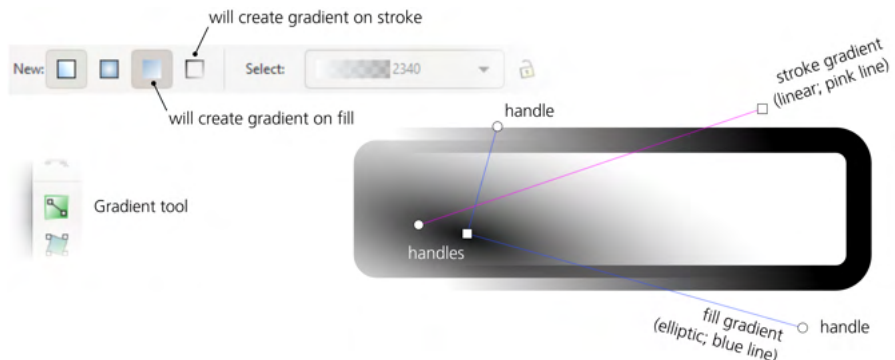 will create gradient on stroke
New:
Select:
2340
will create gradient on fill
stroke gradient
(linear; pink line)
handle
Gradient tool
handles
fill gradient
(elliptic; blue line)
handle